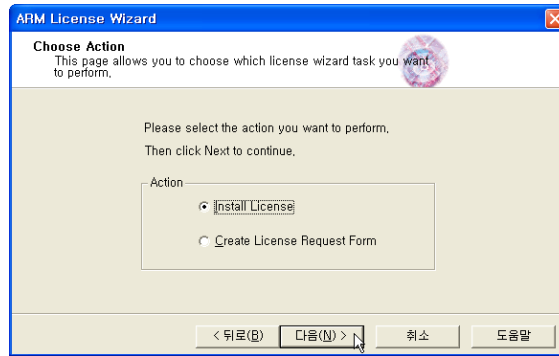 ARM License Wizard
Choose Action
This page allows you to choose which license wizard task you want
to perform.
Please select the action you want to perform.
Then click Next to continue.
Action
Install License
Create License Request Form
< 뒤로(B)
다음(N) >
취소
도움말